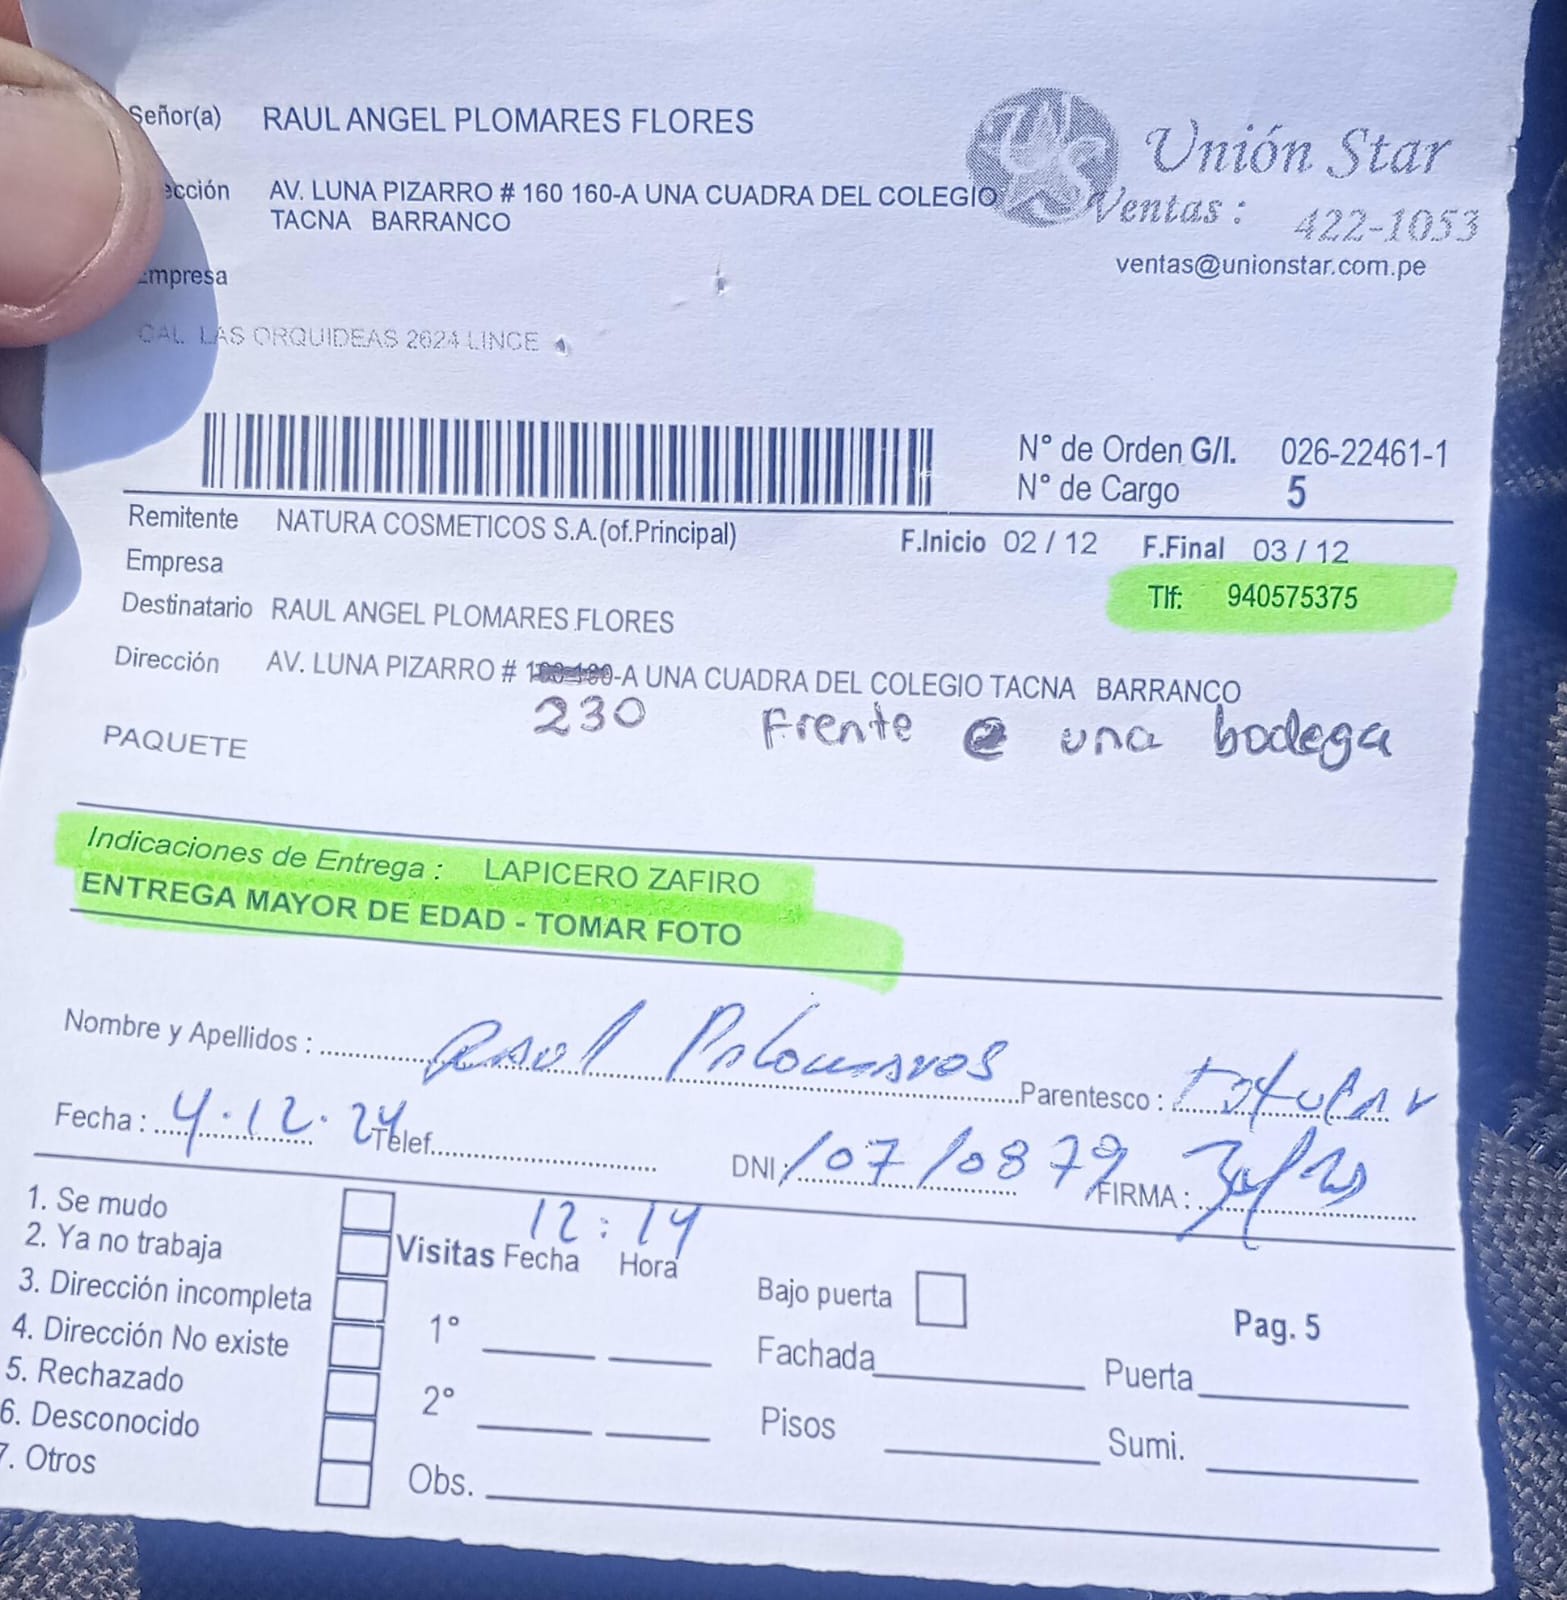 Señor(a) RAUL ANGEL PLOMARES FLORES
Unión Star
ección AV. LUNA PIZARRO # 160 160-A UNA CUADRA DEL COLEGIO
TACNA BARRANCO
Ventas : 422-1053
ventas@unionstar.com.pe
Empresa
CAL LAS ORQUIDEAS 2624 LINCE
N° de Orden G/I. 026-22461-1
N° de Cargo 5
Remitente NATURA COSMETICOS S.A.(of.Principal) F.Inicio 02 / 12 F.Final 03 / 12
Empresa
Tlf: 940575375
Destinatario RAUL ANGEL PLOMARES FLORES
Dirección AV. LUNA PIZARRO # -A UNA CUADRA DEL COLEGIO TACNA BARRANCO
230 Frente a una bodega
PAQUETE
Indicaciones de Entrega : LAPICERO ZAFIRO
ENTREGA MAYOR DE EDAD - TOMAR FOTO
Nombre y Apellidos : Raul Palomares Parentesco : titular
Fecha : 4.12.24 Telef. DNI 10710879 FIRMA :
12:14
1. Se mudo
2. Ya no trabaja
3. Dirección incompleta
4. Dirección No existe
5. Rechazado
6. Desconocido
7. Otros
Visitas Fecha Hora
1°
2°
Obs.
Bajo puerta
Fachada
Pisos
Pag. 5
Puerta
Sumi.